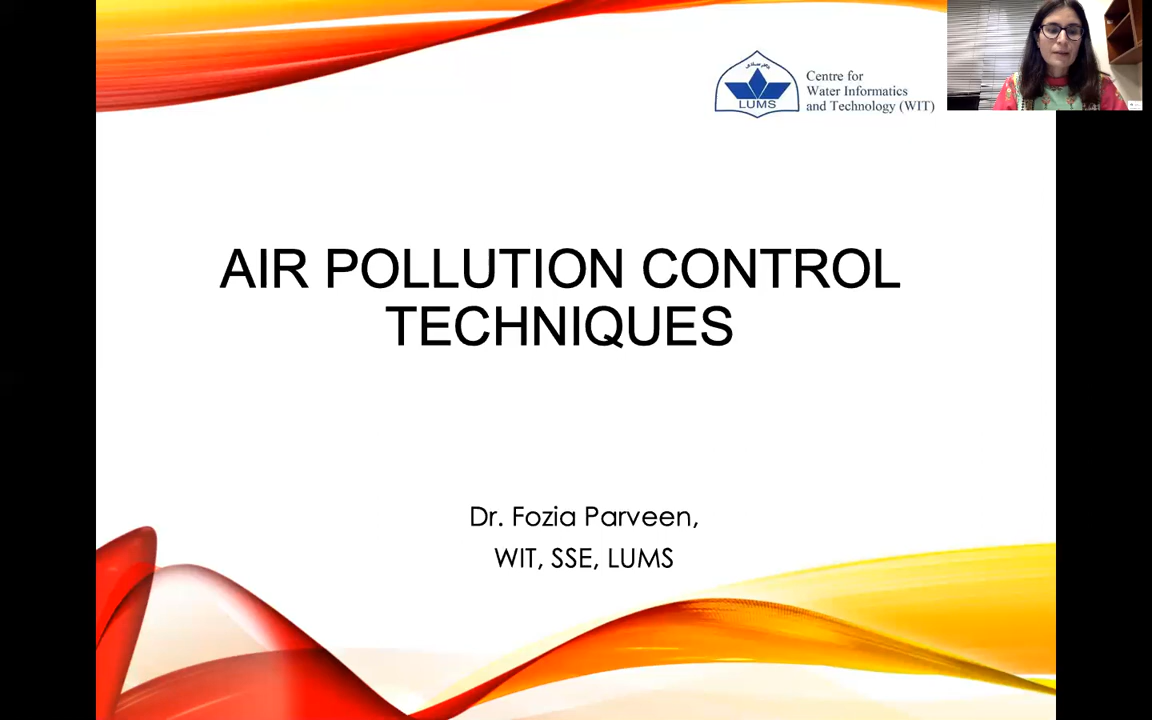 LUMS
Centre for
Water Informatics
and Technology (WIT)
AIR POLLUTION CONTROL
TECHNIQUES
Dr. Fozia Parveen,
WIT, SSE, LUMS